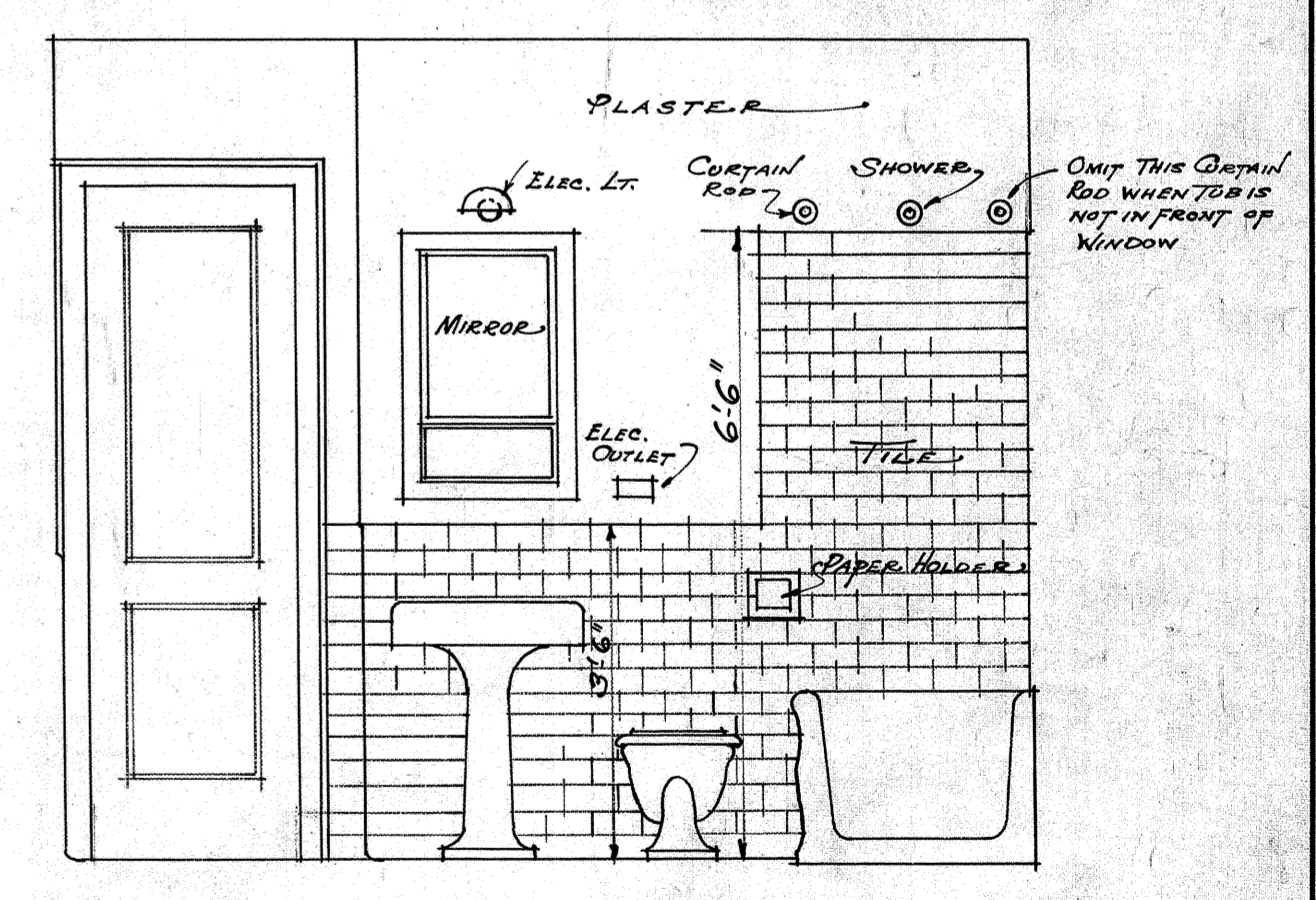 PLASTER
ELEC. LT.
CURTAIN
ROD
SHOWER
OMIT THIS CURTAIN
ROD WHEN TUB IS
NOT IN FRONT OF
WINDOW
MIRROR
ELEC.
OUTLET
6'-6"
TILE
PAPER HOLDER
3'-6"